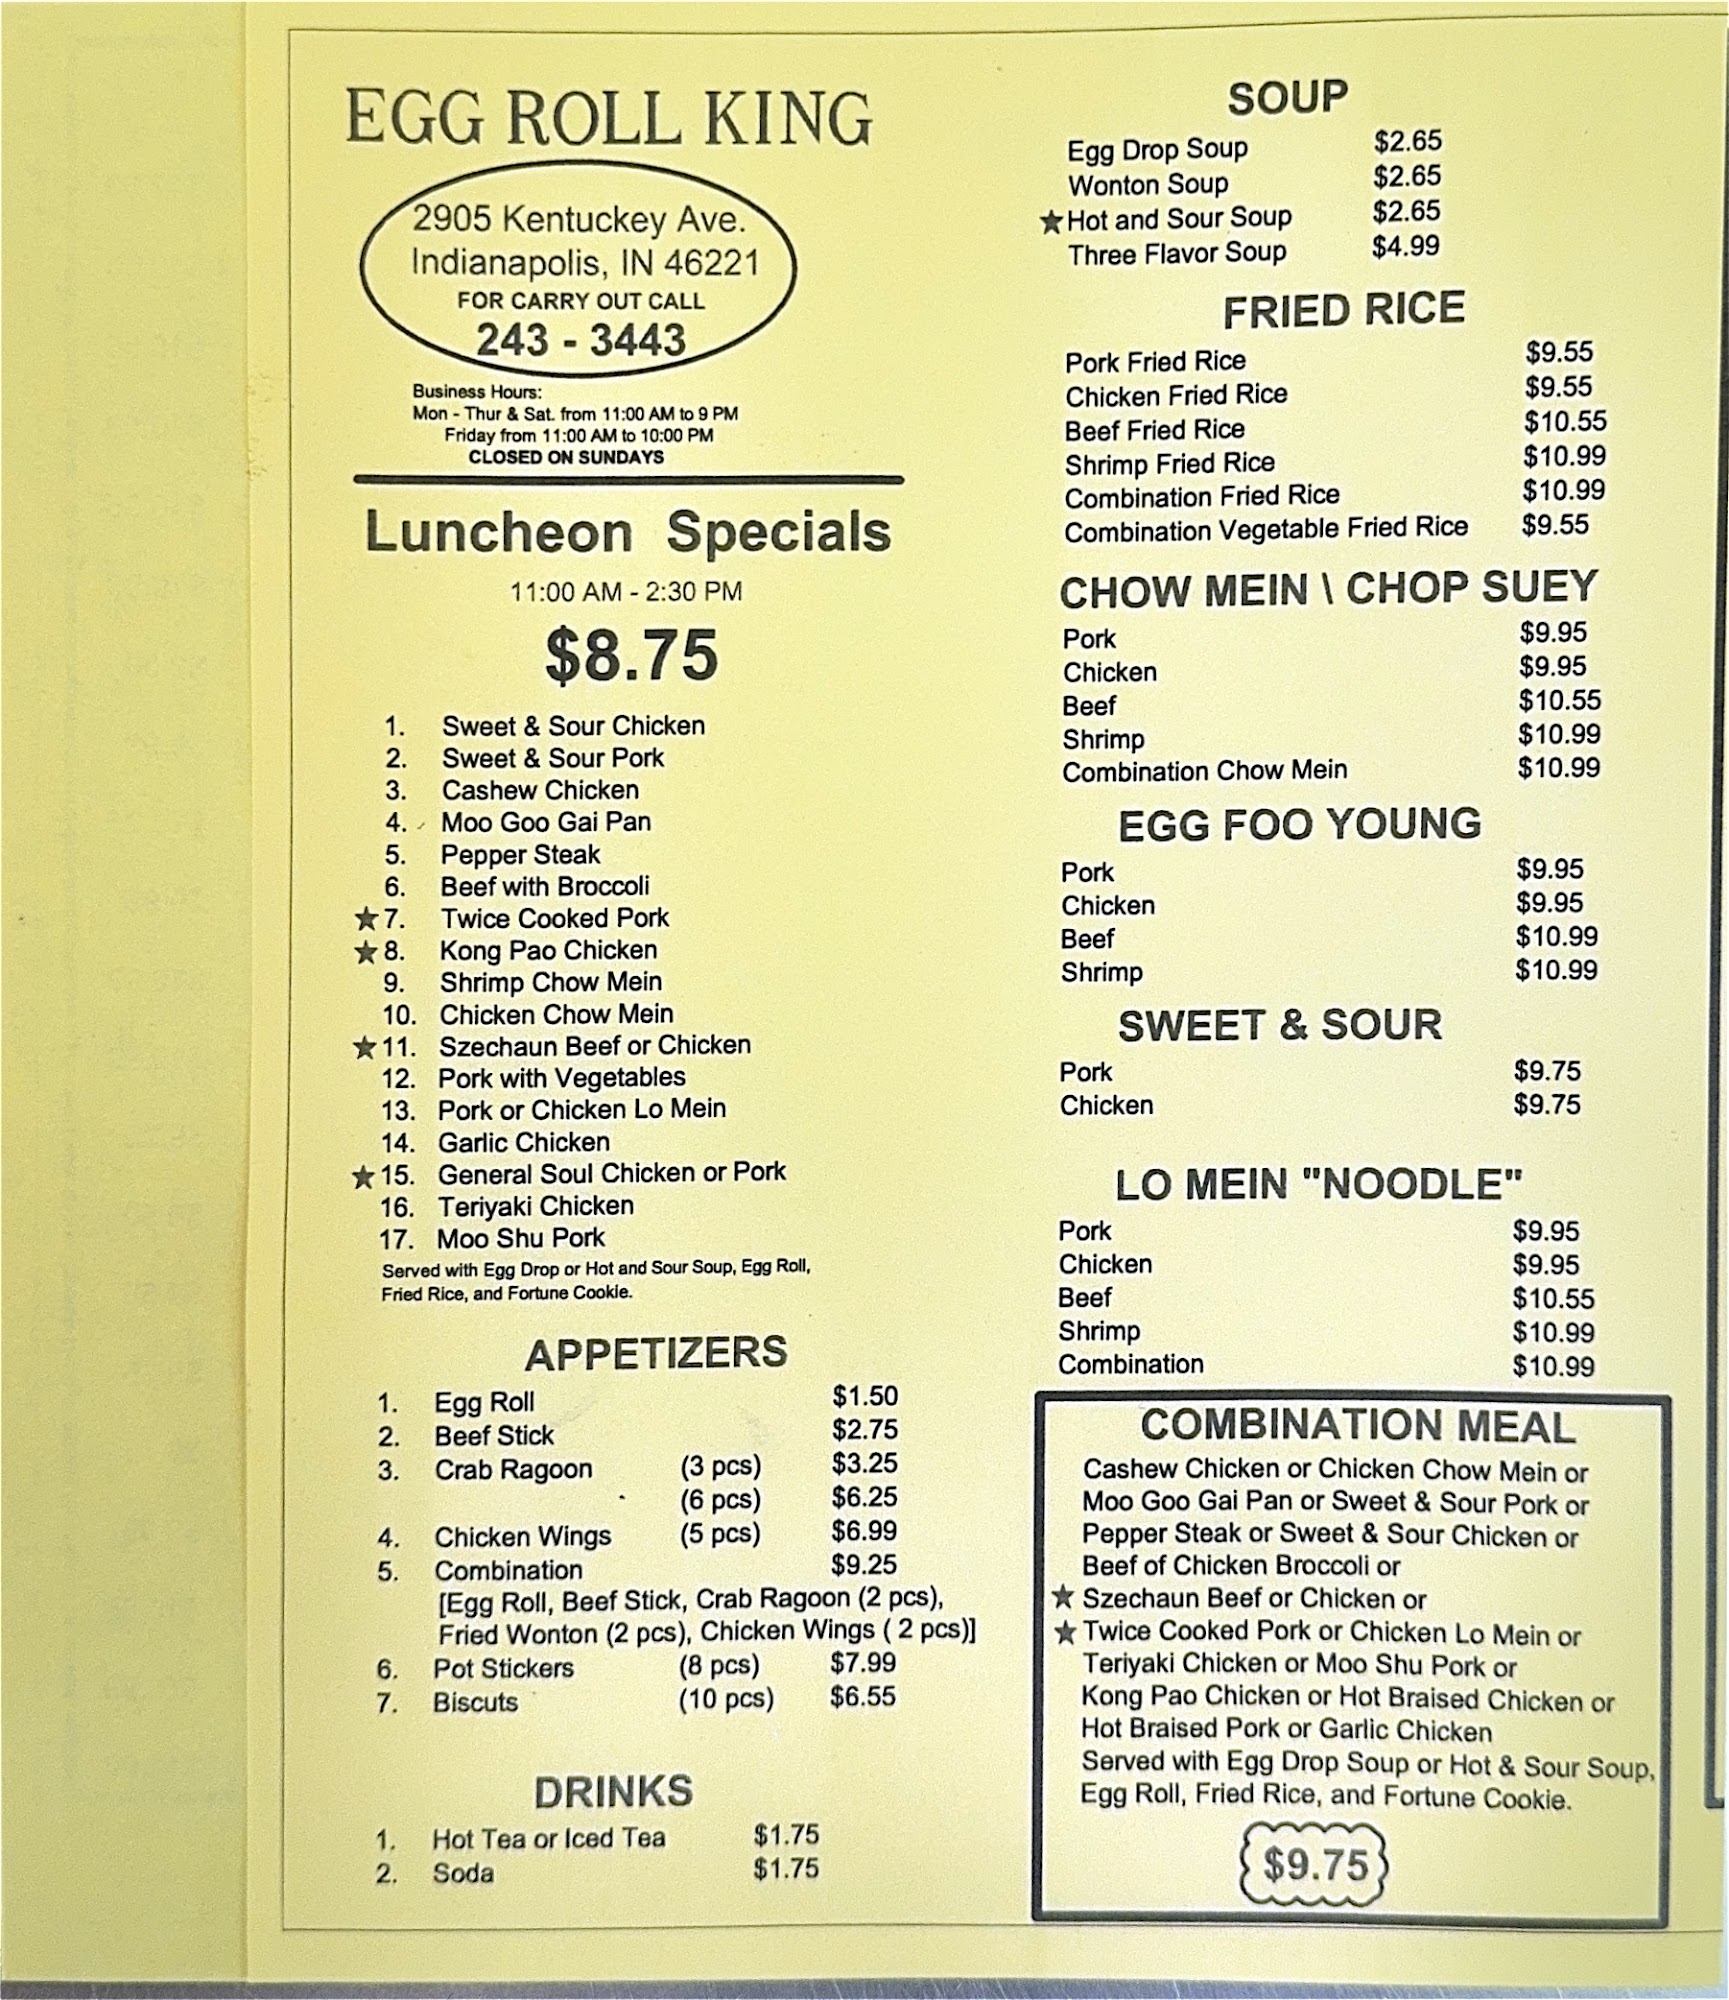 EGG ROLL KING
2905 Kentuckey Ave.
Indianapolis, IN 46221
FOR CARRY OUT CALL
243 - 3443
Business Hours:
Mon - Thur & Sat. from 11:00 AM to 9 PM
Friday from 11:00 AM to 10:00 PM
CLOSED ON SUNDAYS
Luncheon Specials
11:00 AM - 2:30 PM
$8.75
1. Sweet & Sour Chicken
2. Sweet & Sour Pork
3. Cashew Chicken
4. Moo Goo Gai Pan
5. Pepper Steak
6. Beef with Broccoli
★7. Twice Cooked Pork
★8. Kong Pao Chicken
9. Shrimp Chow Mein
10. Chicken Chow Mein
★11. Szechaun Beef or Chicken
12. Pork with Vegetables
13. Pork or Chicken Lo Mein
14. Garlic Chicken
★15. General Soul Chicken or Pork
16. Teriyaki Chicken
17. Moo Shu Pork
Served with Egg Drop or Hot and Sour Soup, Egg Roll,
Fried Rice, and Fortune Cookie.
APPETIZERS
1. Egg Roll $1.50
2. Beef Stick $2.75
3. Crab Ragoon (3 pcs) $3.25
(6 pcs) $6.25
4. Chicken Wings (5 pcs) $6.99
5. Combination $9.25
[Egg Roll, Beef Stick, Crab Ragoon (2 pcs),
Fried Wonton (2 pcs), Chicken Wings ( 2 pcs)]
6. Pot Stickers (8 pcs) $7.99
7. Biscuts (10 pcs) $6.55
DRINKS
1. Hot Tea or Iced Tea $1.75
2. Soda $1.75
SOUP
Egg Drop Soup $2.65
Wonton Soup $2.65
★Hot and Sour Soup $2.65
Three Flavor Soup $4.99
FRIED RICE
Pork Fried Rice $9.55
Chicken Fried Rice $9.55
Beef Fried Rice $10.55
Shrimp Fried Rice $10.99
Combination Fried Rice $10.99
Combination Vegetable Fried Rice $9.55
CHOW MEIN \ CHOP SUEY
Pork $9.95
Chicken $9.95
Beef $10.55
Shrimp $10.99
Combination Chow Mein $10.99
EGG FOO YOUNG
Pork $9.95
Chicken $9.95
Beef $10.99
Shrimp $10.99
SWEET & SOUR
Pork $9.75
Chicken $9.75
LO MEIN "NOODLE"
Pork $9.95
Chicken $9.95
Beef $10.55
Shrimp $10.99
Combination $10.99
COMBINATION MEAL
Cashew Chicken or Chicken Chow Mein or
Moo Goo Gai Pan or Sweet & Sour Pork or
Pepper Steak or Sweet & Sour Chicken or
Beef of Chicken Broccoli or
★ Szechaun Beef or Chicken or
★ Twice Cooked Pork or Chicken Lo Mein or
Teriyaki Chicken or Moo Shu Pork or
Kong Pao Chicken or Hot Braised Chicken or
Hot Braised Pork or Garlic Chicken
Served with Egg Drop Soup or Hot & Sour Soup,
Egg Roll, Fried Rice, and Fortune Cookie.
$9.75